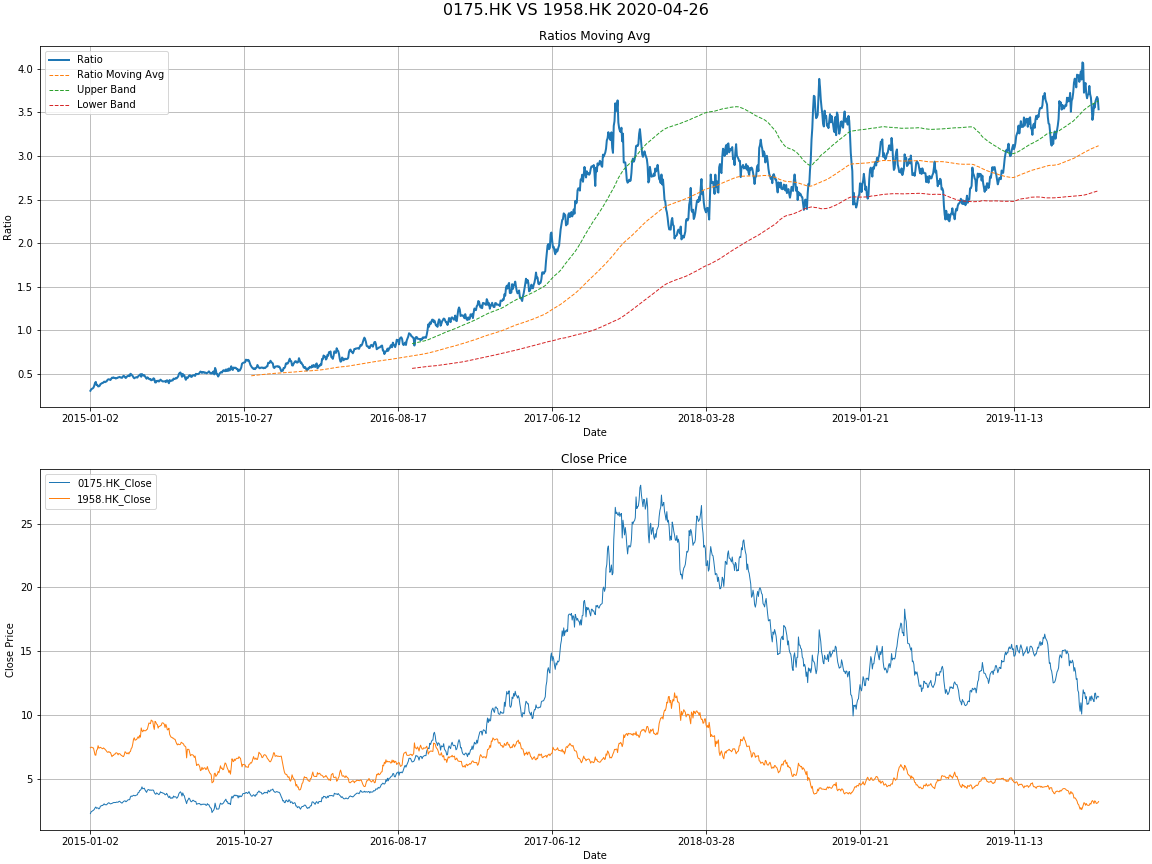 0175.HK VS 1958.HK 2020-04-26
Ratios Moving Avg
Ratio
Ratio Moving Avg
Upper Band
Lower Band
4.0
3.5
3.0
2.5
2.0
1.5
1.0
0.5
Ratio
2015-01-02 2015-10-27 2016-08-17 2017-06-12 2018-03-28 2019-01-21 2019-11-13
Date
Close Price
0175.HK_Close
1958.HK_Close
25
20
15
10
5
Close Price
2015-01-02 2015-10-27 2016-08-17 2017-06-12 2018-03-28 2019-01-21 2019-11-13
Date